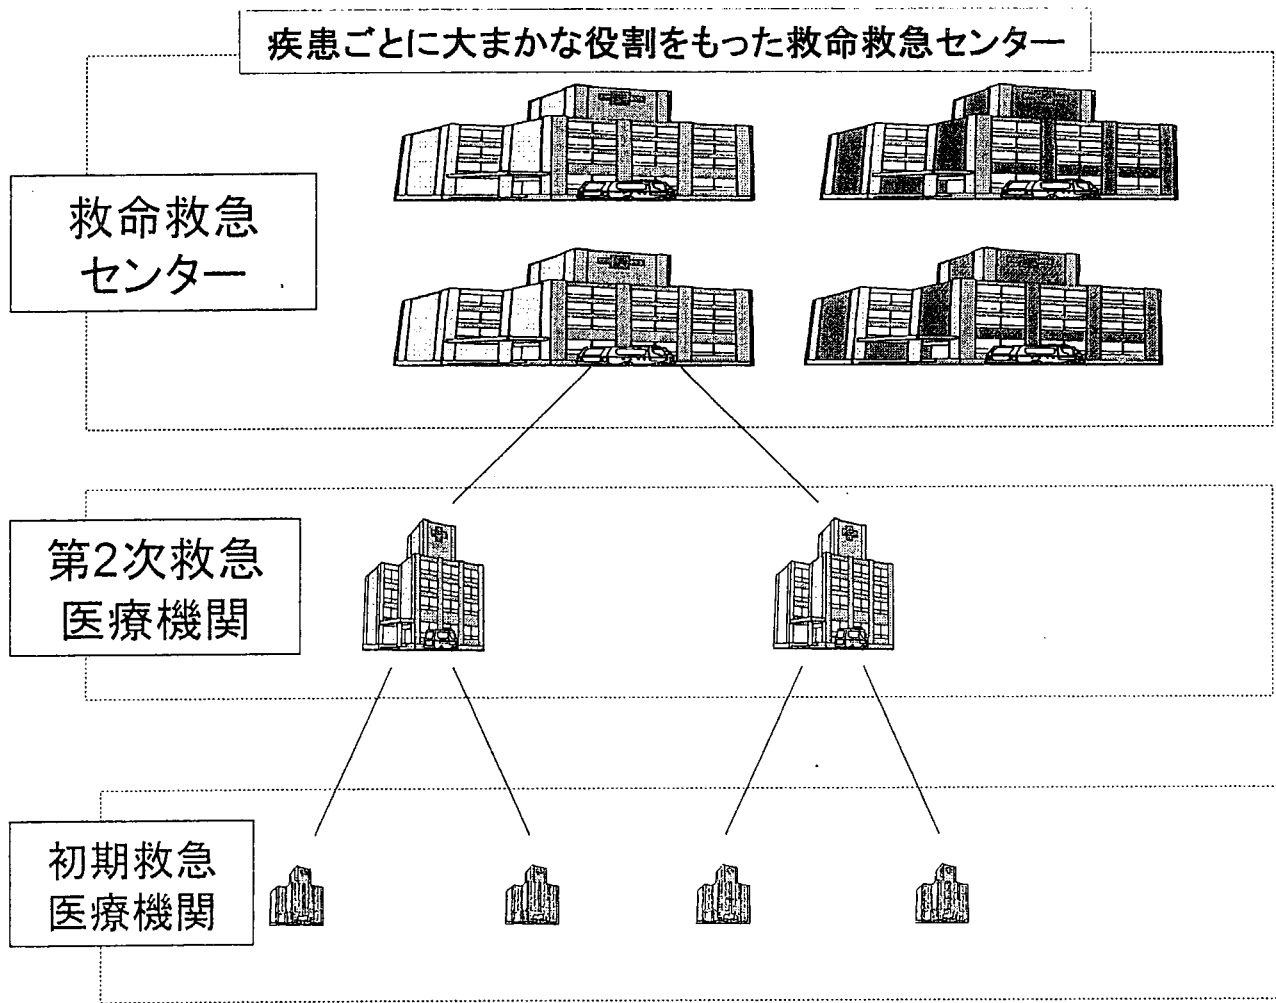 疾患ごとに大まかな役割をもった救命救急センター
救命救急
センター
第2次救急
医療機関
初期救急
医療機関